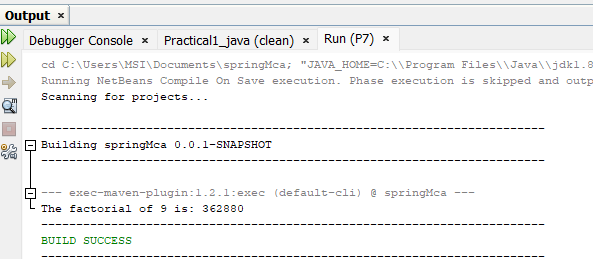 Output ×
Debugger Console × Practical1_java (clean) × Run (P7) ×
cd C:\Users\MSI\Documents\springMca; "JAVA_HOME=C:\\Program Files\\Java\\jdk1.8
Running NetBeans Compile On Save execution. Phase execution is skipped and outp
Scanning for projects...
------------------------------------------------------------------------
Building springMca 0.0.1-SNAPSHOT
------------------------------------------------------------------------
--- exec-maven-plugin:1.2.1:exec (default-cli) @ springMca ---
The factorial of 9 is: 362880
------------------------------------------------------------------------
BUILD SUCCESS
------------------------------------------------------------------------